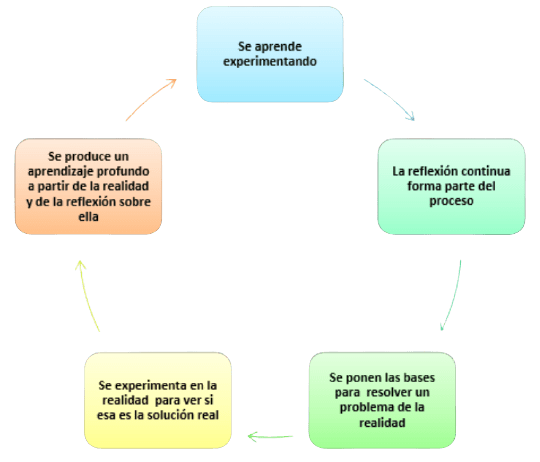 Se aprende
experimentando
La reflexión continua
forma parte del
proceso
Se ponen las bases
para resolver un
problema de la
realidad
Se experimenta en la
realidad para ver si
esa es la solución real
Se produce un
aprendizaje profundo
a partir de la realidad
y de la reflexión sobre
ella